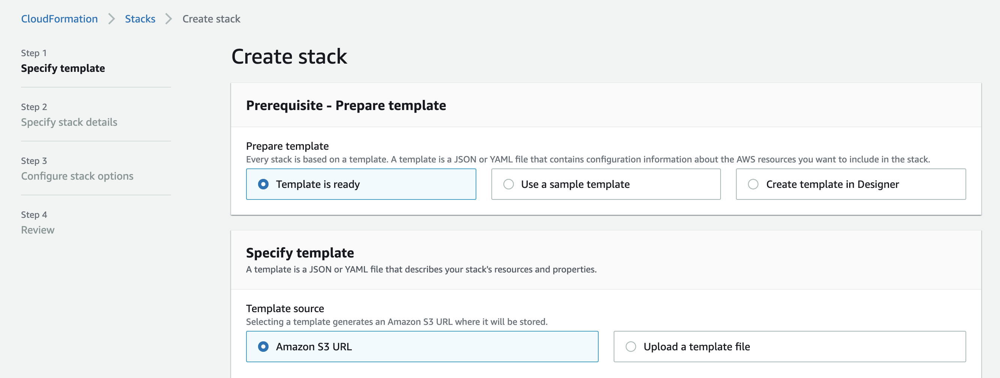 CloudFormation > Stacks > Create stack
Step 1
Specify template
Step 2
Specify stack details
Step 3
Configure stack options
Step 4
Review
Create stack
Prerequisite - Prepare template
Prepare template
Every stack is based on a template. A template is a JSON or YAML file that contains configuration information about the AWS resources you want to include in the stack.
Template is ready
Use a sample template
Create template in Designer
Specify template
A template is a JSON or YAML file that describes your stack's resources and properties.
Template source
Selecting a template generates an Amazon S3 URL where it will be stored.
Amazon S3 URL
Upload a template file